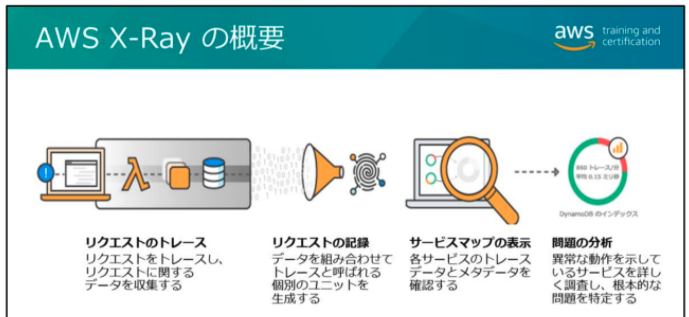 AWS X-Ray の概要
aws training and
certification
660 トレース/分
平均 0.15 ミリ秒
DynamoDB のインデックス
リクエストのトレース
リクエストをトレースし、
リクエストに関する
データを収集する
リクエストの記録
データを組み合わせて
トレースと呼ばれる
個別のユニットを
生成する
サービスマップの表示
各サービスのトレース
データとメタデータを
確認する
問題の分析
異常な動作を示して
いるサービスを詳し
く調査し、根本的な
問題を特定する